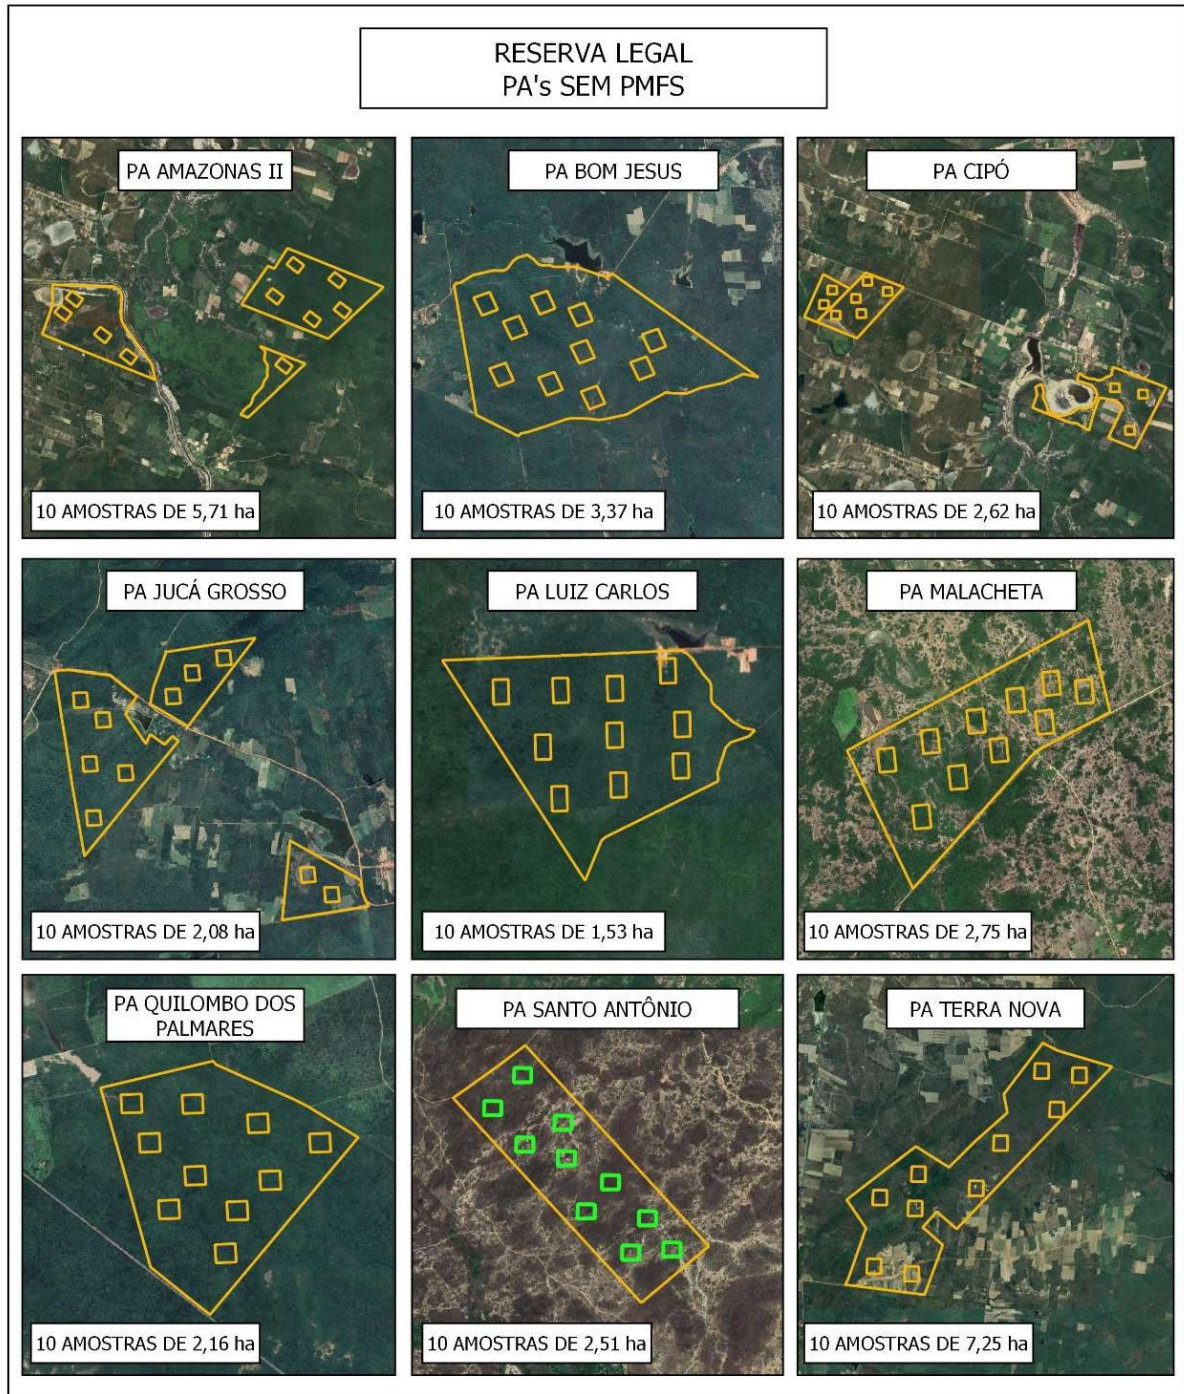 RESERVA LEGAL
PA's SEM PMFS
PA AMAZONAS II
PA BOM JESUS
PA CIPÓ
10 AMOSTRAS DE 5,71 ha
10 AMOSTRAS DE 3,37 ha
10 AMOSTRAS DE 2,62 ha
PA JUCÁ GROSSO
PA LUIZ CARLOS
PA MALACHETA
10 AMOSTRAS DE 2,08 ha
10 AMOSTRAS DE 1,53 ha
10 AMOSTRAS DE 2,75 ha
PA QUILOMBO DOS
PALMARES
PA SANTO ANTÔNIO
PA TERRA NOVA
10 AMOSTRAS DE 2,16 ha
10 AMOSTRAS DE 2,51 ha
10 AMOSTRAS DE 7,25 ha